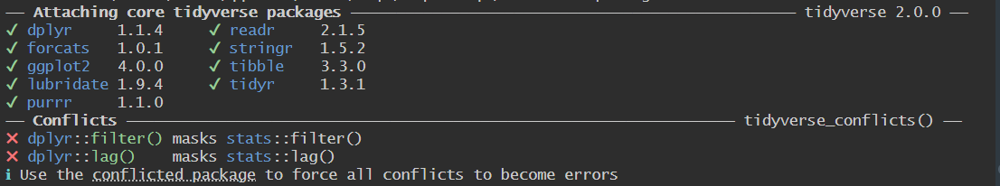 ── Attaching core tidyverse packages ──────────────────────── tidyverse 2.0.0 ──
✔ dplyr 1.1.4 ✔ readr 2.1.5
✔ forcats 1.0.1 ✔ stringr 1.5.2
✔ ggplot2 4.0.0 ✔ tibble 3.3.0
✔ lubridate 1.9.4 ✔ tidyr 1.3.1
✔ purrr 1.1.0
── Conflicts ────────────────────────────────────────── tidyverse_conflicts() ──
✖ dplyr::filter() masks stats::filter()
✖ dplyr::lag() masks stats::lag()
ℹ Use the conflicted package to force all conflicts to become errors